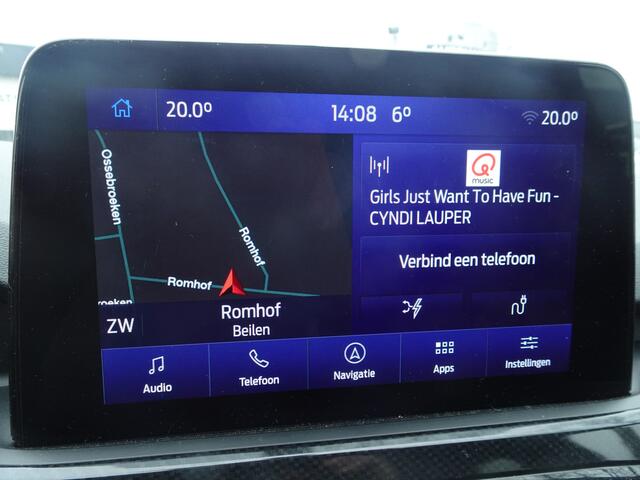 20.0°
14:08 6°
20.0°
Ossebroeken
Romhof
Romhof
broeken
ZW
Romhof
Beilen
Q
music
Girls Just Want To Have Fun -
CYNDI LAUPER
Verbind een telefoon
Audio
Telefoon
Navigatie
Apps
Instellingen